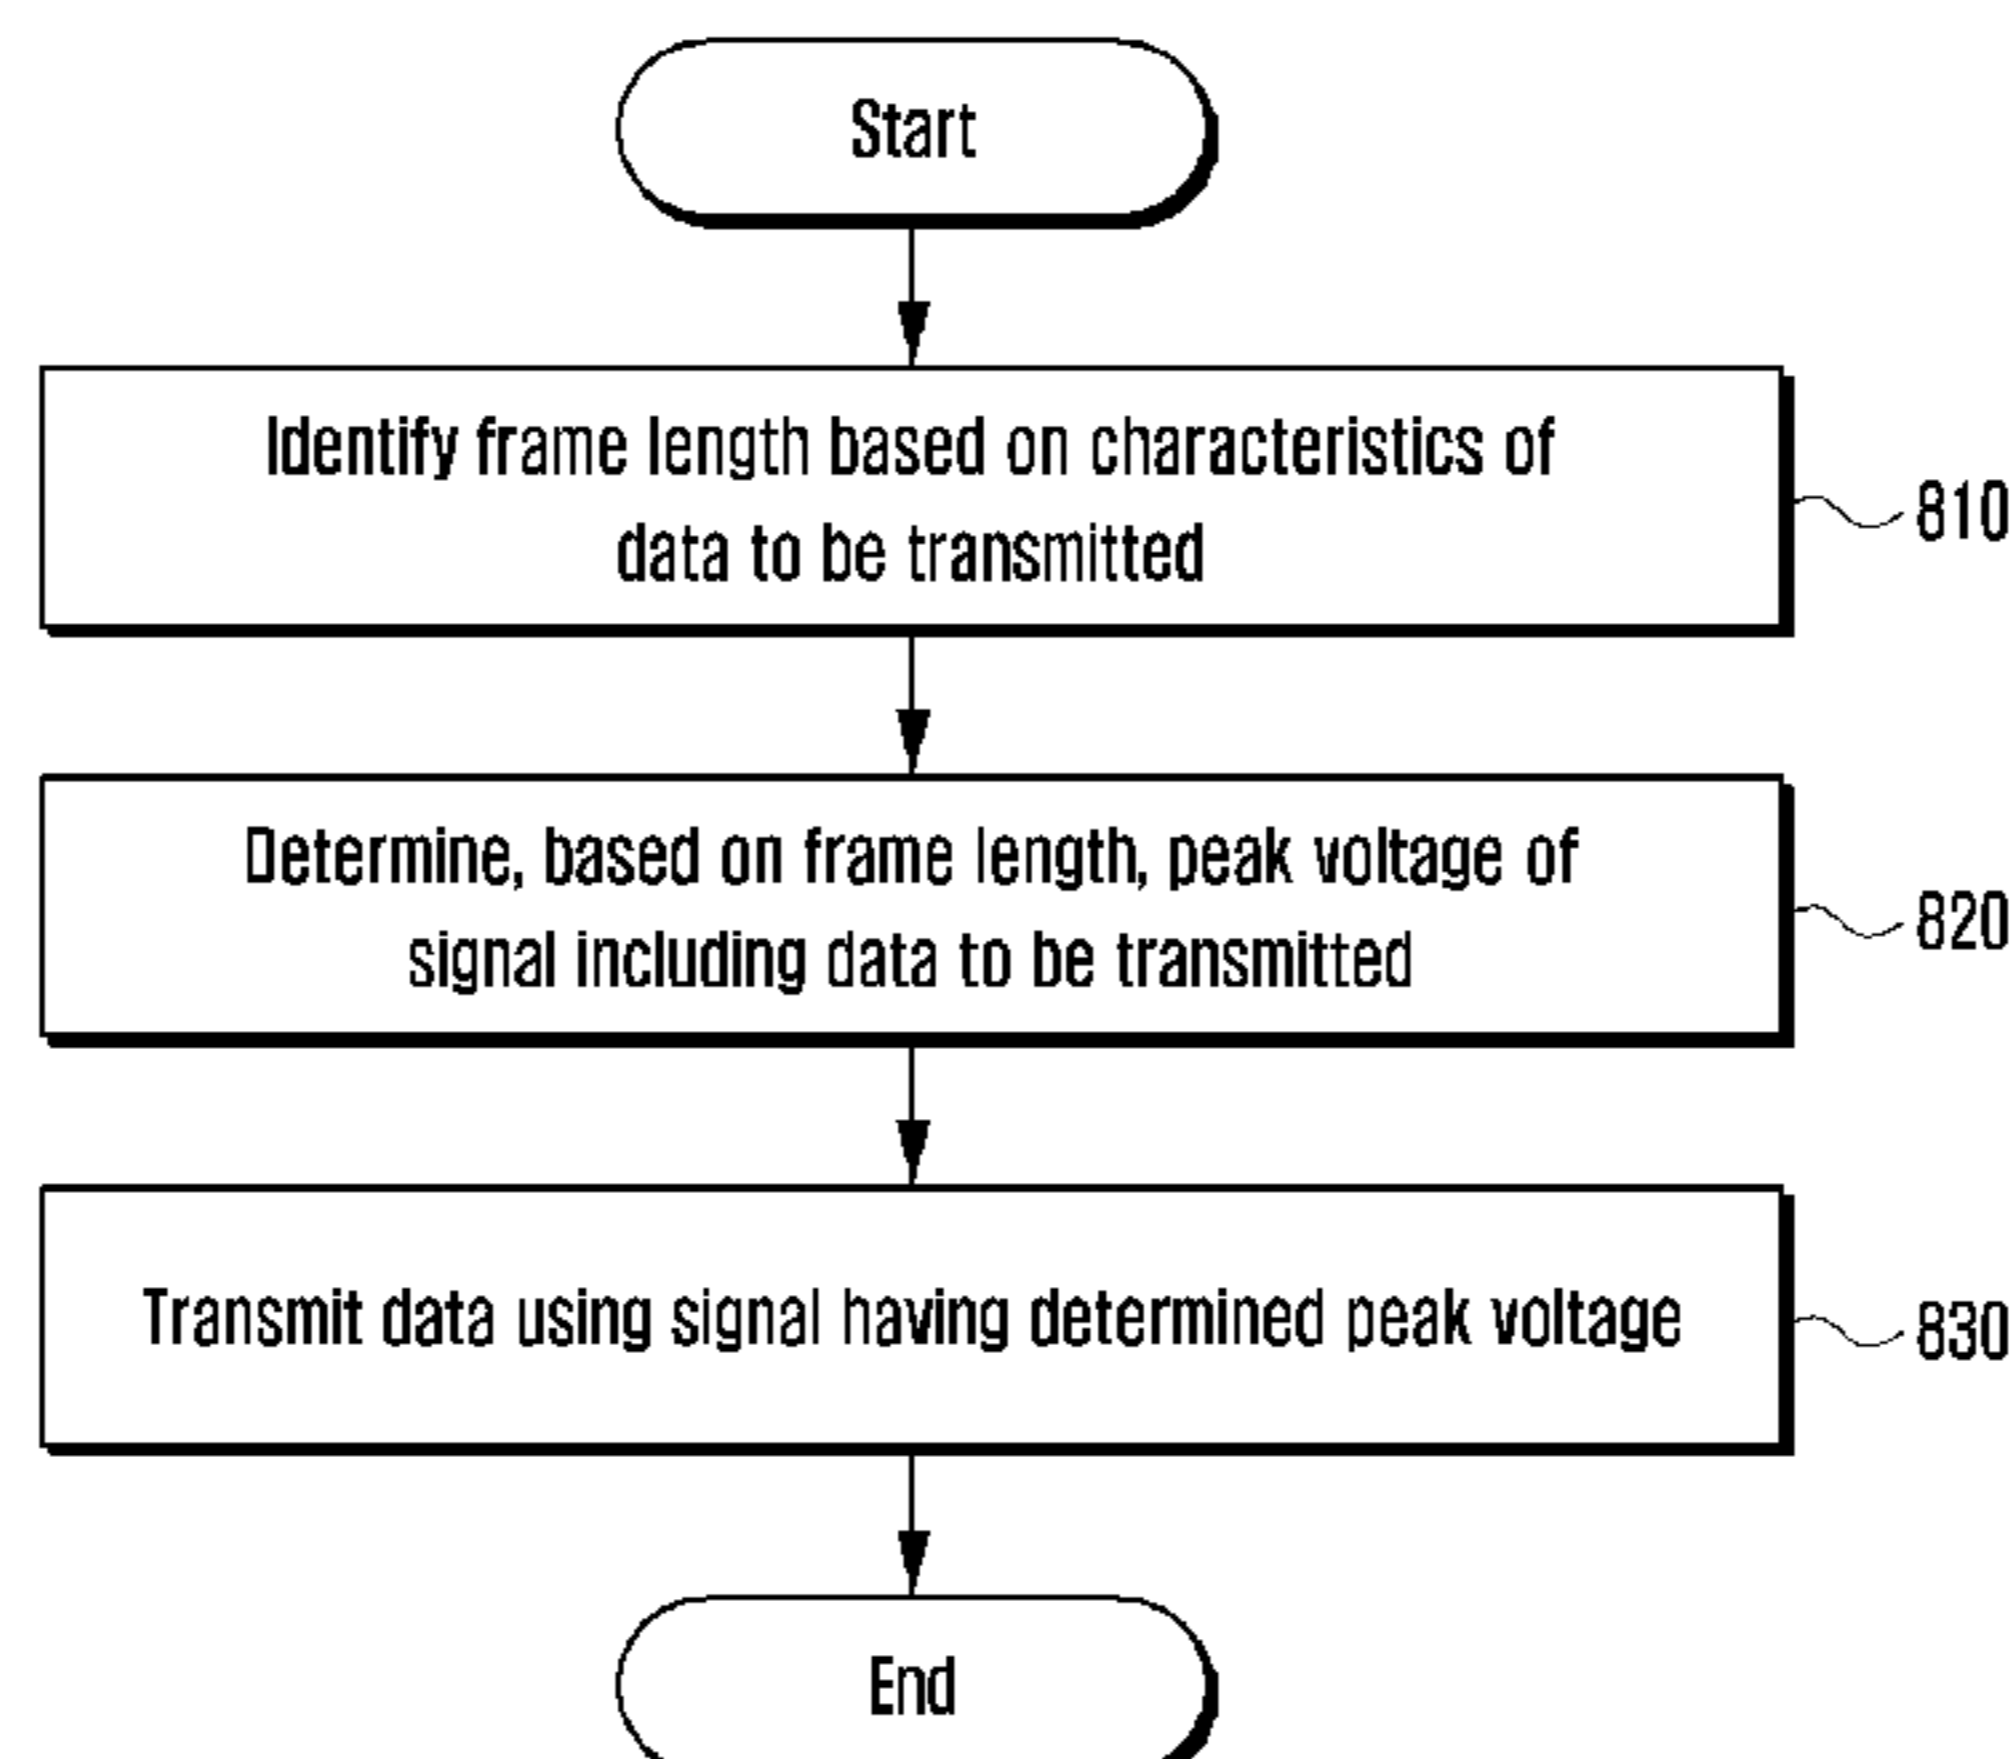 Start
Identify frame length based on characteristics of
data to be transmitted
810
Determine, based on frame length, peak voltage of
signal including data to be transmitted
820
Transmit data using signal having determined peak voltage
830
End